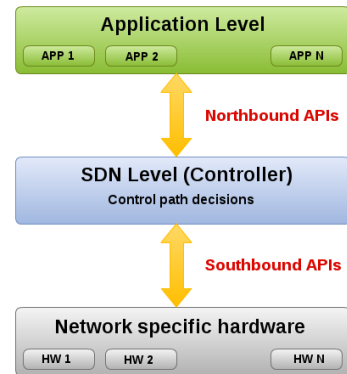 Application Level
APP 1 APP 2 APP N
Northbound APIs
SDN Level (Controller)
Control path decisions
Southbound APIs
Network specific hardware
HW 1 HW 2 HW N